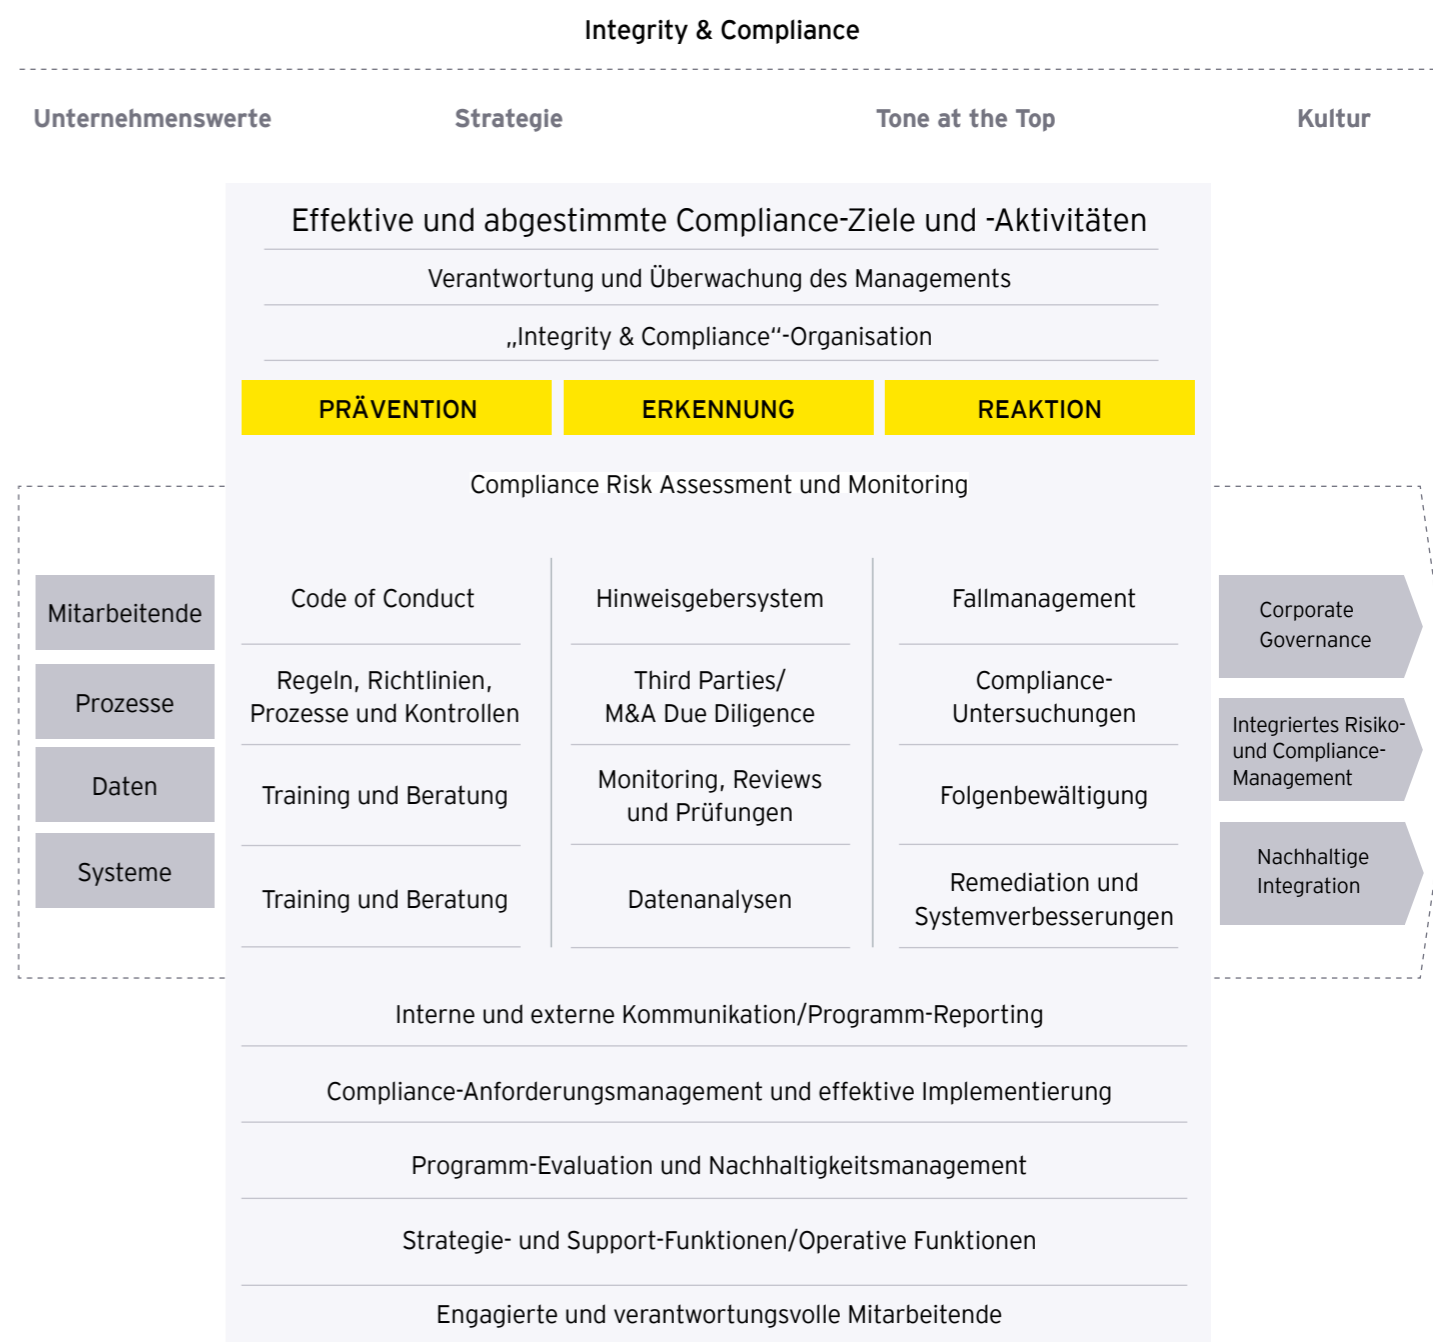 Integrity & Compliance
Unternehmenswerte
Strategie
Tone at the Top
Kultur
Effektive und abgestimmte Compliance-Ziele und -Aktivitäten
Verantwortung und Überwachung des Managements
„Integrity & Compliance“-Organisation
PRÄVENTION
ERKENNUNG
REAKTION
Compliance Risk Assessment und Monitoring
Mitarbeitende
Prozesse
Daten
Systeme
Code of Conduct
Regeln, Richtlinien,
Prozesse und Kontrollen
Training und Beratung
Training und Beratung
Hinweisgebersystem
Third Parties/
M&A Due Diligence
Monitoring, Reviews
und Prüfungen
Datenanalysen
Fallmanagement
Compliance-
Untersuchungen
Folgenbewältigung
Remediation und
Systemverbesserungen
Corporate
Governance
Integriertes Risiko-
und Compliance-
Management
Nachhaltige
Integration
Interne und externe Kommunikation/Programm-Reporting
Compliance-Anforderungsmanagement und effektive Implementierung
Programm-Evaluation und Nachhaltigkeitsmanagement
Strategie- und Support-Funktionen/Operative Funktionen
Engagierte und verantwortungsvolle Mitarbeitende